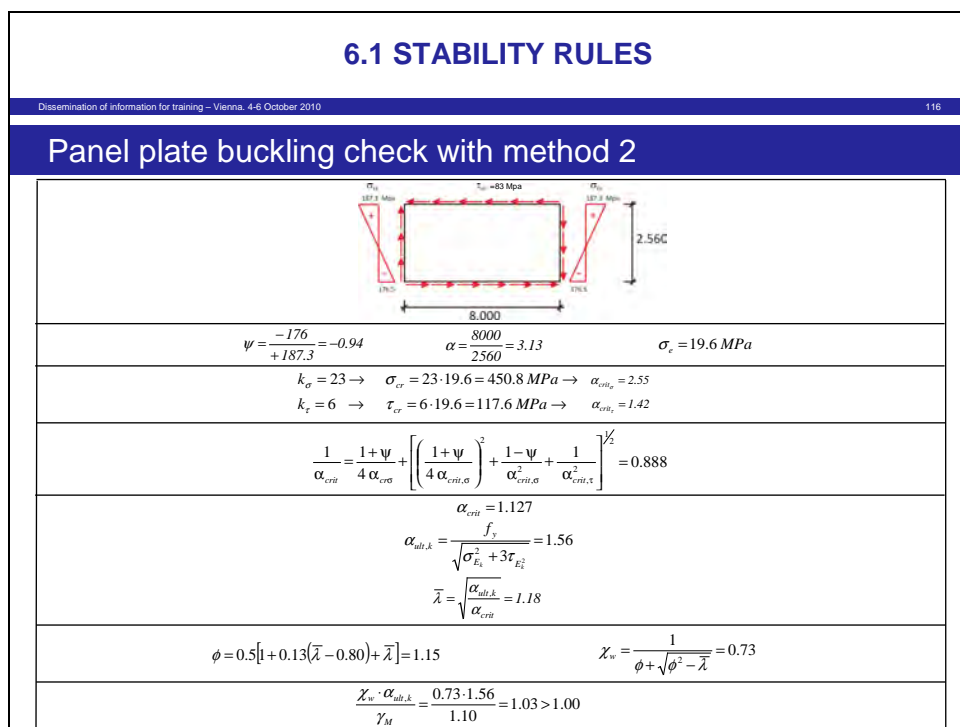 6.1 STABILITY RULES
Dissemination of information for training – Vienna. 4-6 October 2010 116
Panel plate buckling check with method 2
=83 Mpa
187.3 Mpa 187.3 Mpa
2.560
8.000
ψ = −176 / +187.3 = −0.94 α = 8000 / 2560 = 3.13 σe = 19.6 MPa
kσ = 23 → σcr = 23·19.6 = 450.8 MPa → αcritσ = 2.55
kτ = 6 → τcr = 6·19.6 = 117.6 MPa → αcritτ = 1.42
1/αcrit = (1+ψ)/(4 αcrσ) + [((1+ψ)/(4 αcrit,σ))² + (1−ψ)/α²crit,σ + 1/α²crit,τ]^½ = 0.888
αcrit = 1.127
αult,k = fy / √(σ²Ek + 3τE²k) = 1.56
λ̄ = √(αult,k / αcrit) = 1.18
ϕ = 0.5[1 + 0.13(λ̄ − 0.80) + λ̄] = 1.15 χw = 1 / (ϕ + √(ϕ² − λ̄)) = 0.73
χw · αult,k / γM = 0.73·1.56 / 1.10 = 1.03 > 1.00